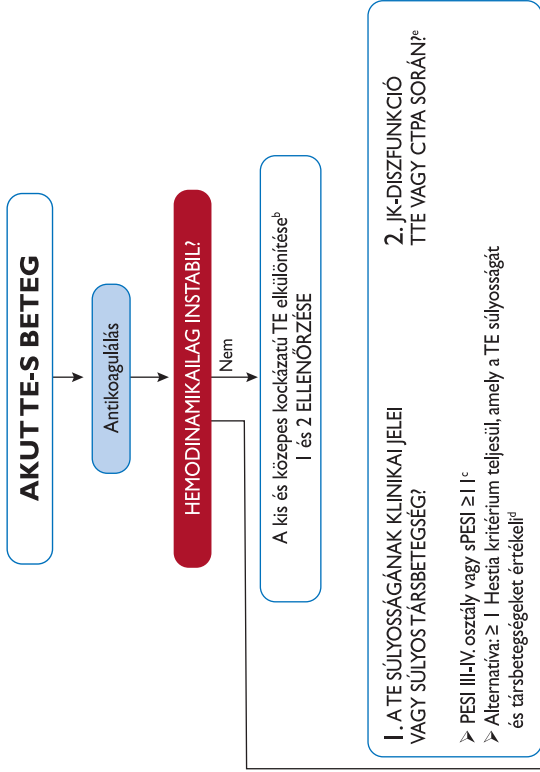 AKUT TE-S BETEG
Antikoagulálás
HEMODINAMIKAILAG INSTABIL?
Nem
A kis és közepes kockázatú TE elkülönítéseᵇ
1 és 2 ELLENŐRZÉSE
1. A TE SÚLYOSSÁGÁNAK KLINIKAI JELEI
VAGY SÚLYOS TÁRSBETEGSÉG?
➢ PESI III-IV. osztály vagy sPESI ≥1 1ᶜ
➢ Alternatíva: ≥ 1 Hestia kritérium teljesül, amely a TE súlyosságát
és társbetegségeket értékeliᵈ
2. JK-DISZFUNKCIÓ
TTE VAGY CTPA SORÁN?ᵉ